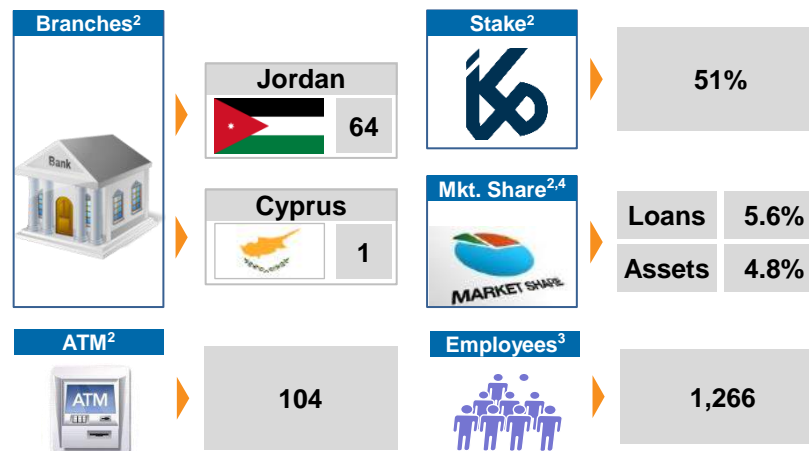 Branches²
Bank
Jordan
64
Cyprus
1
ATM²
ATM
104
Stake²
51%
Mkt. Share²,⁴
MARKET SHARE
Loans 5.6%
Assets 4.8%
Employees³
1,266